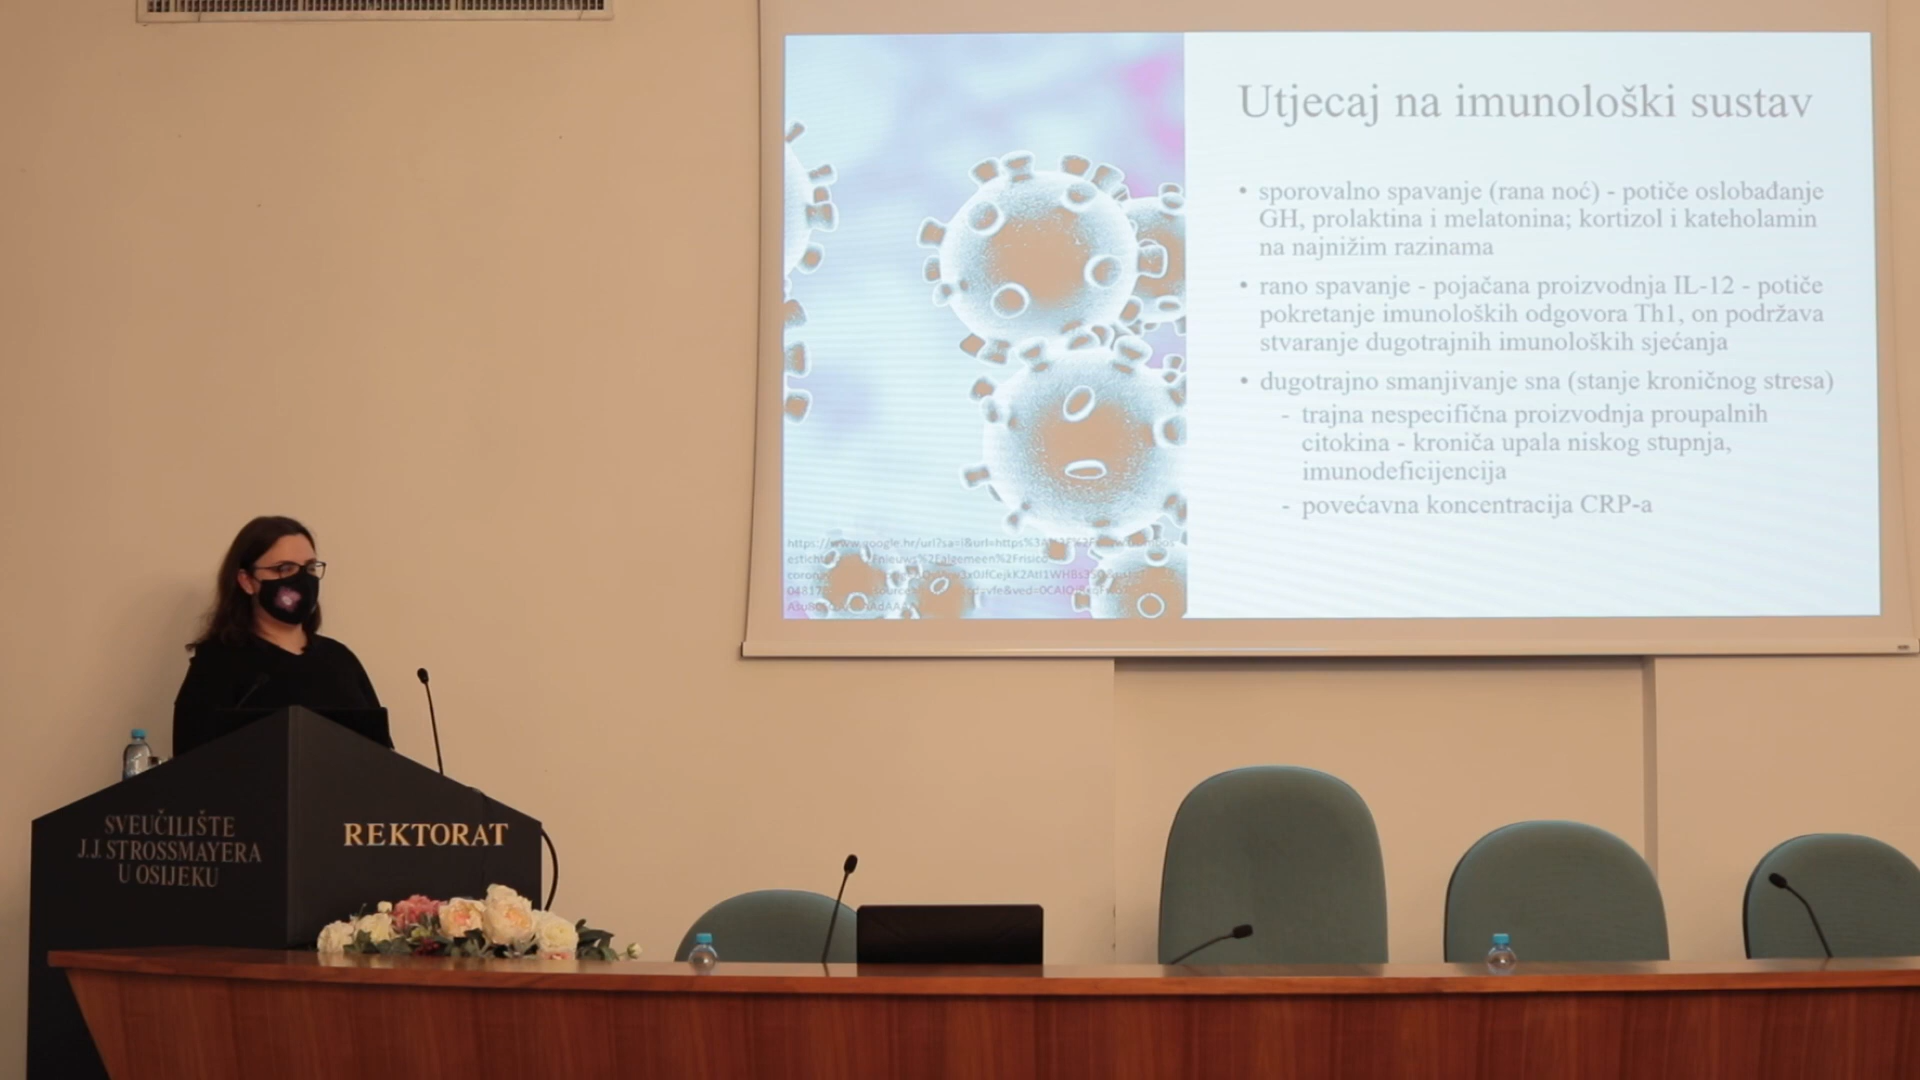 Utjecaj na imunološki sustav
• sporovalno spavanje (rana noć) - potiče oslobađanje
GH, prolaktina i melatonina; kortizol i kateholamin
na najnižim razinama
• rano spavanje - pojačana proizvodnja IL-12 - potiče
pokretanje imunoloških odgovora Th1, on podržava
stvaranje dugotrajnih imunoloških sjećanja
• dugotrajno smanjivanje sna (stanje kroničnog stresa)
- trajna nespecifična proizvodnja proupalnih
citokina - kroniča upala niskog stupnja,
imunodeficijencija
- povećavna koncentracija CRP-a
SVEUČILIŠTE
J.J. STROSSMAYERA
U OSIJEKU
REKTORAT